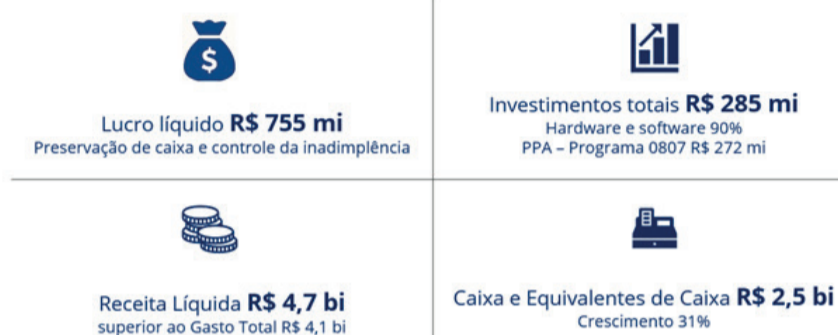 $
Lucro líquido R$ 755 mi
Preservação de caixa e controle da inadimplência
Investimentos totais R$ 285 mi
Hardware e software 90%
PPA – Programa 0807 R$ 272 mi
Receita Líquida R$ 4,7 bi
superior ao Gasto Total R$ 4,1 bi
Caixa e Equivalentes de Caixa R$ 2,5 bi
Crescimento 31%